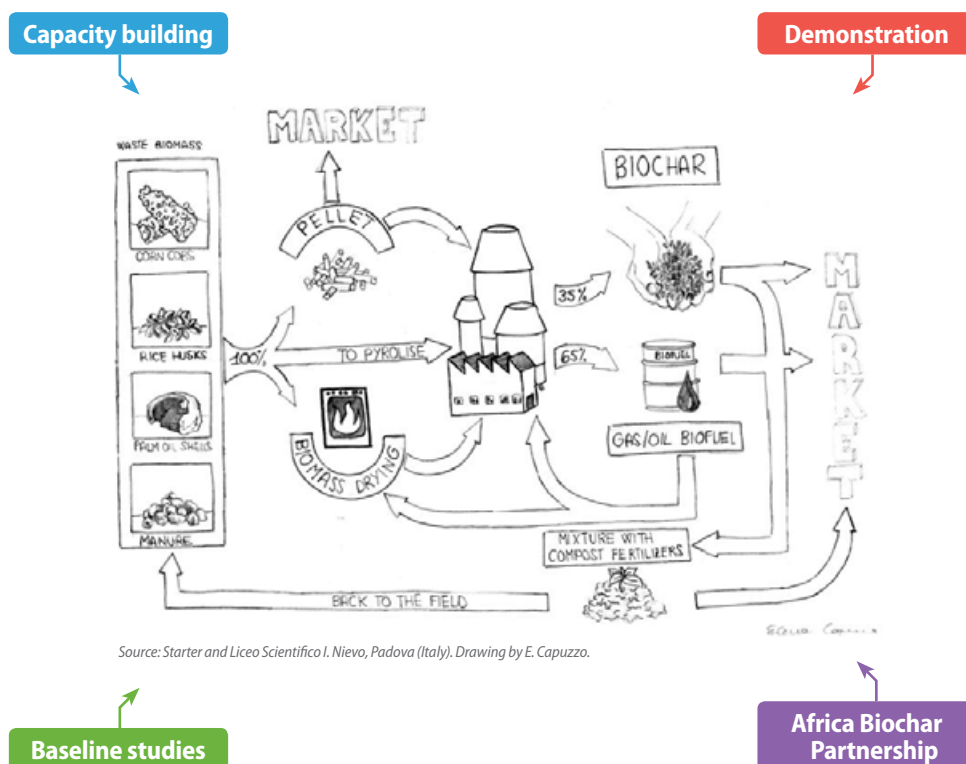 Capacity building
Demonstration
MARKET
WASTE BIOMASS
BIOCHAR
PELLET
CORN COBS
35%
MARKET
RICE HUSKS
100%
TO PYROLISE
65%
BIOFUEL
PALM OIL SHELLS
BIOMASS DRYING
GAS/OIL BIOFUEL
MANURE
MIXTURE WITH
COMPOST FERTILIZERS
BACK TO THE FIELD
Source: Starter and Liceo Scientifico I. Nievo, Padova (Italy). Drawing by E. Capuzzo.
Baseline studies
Africa Biochar
Partnership